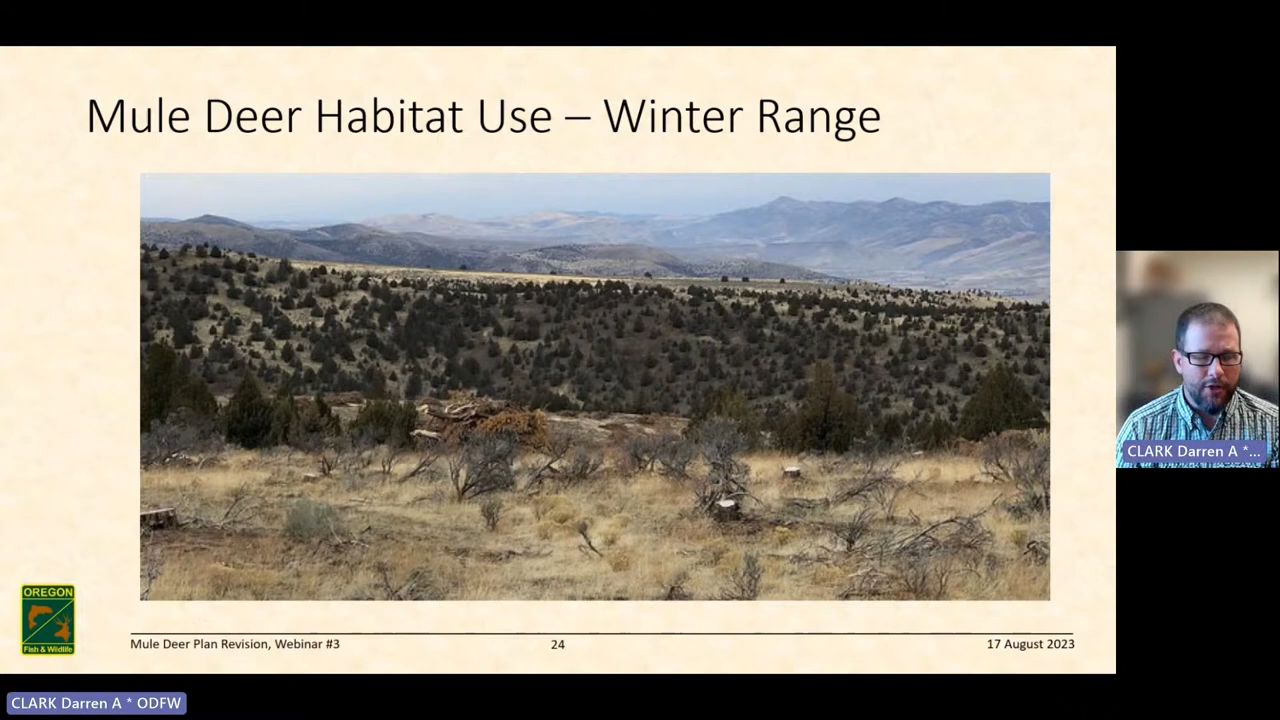 Mule Deer Habitat Use – Winter Range
CLARK Darren A *...
OREGON
Fish & Wildlife
Mule Deer Plan Revision, Webinar #3
24
17 August 2023
CLARK Darren A * ODFW